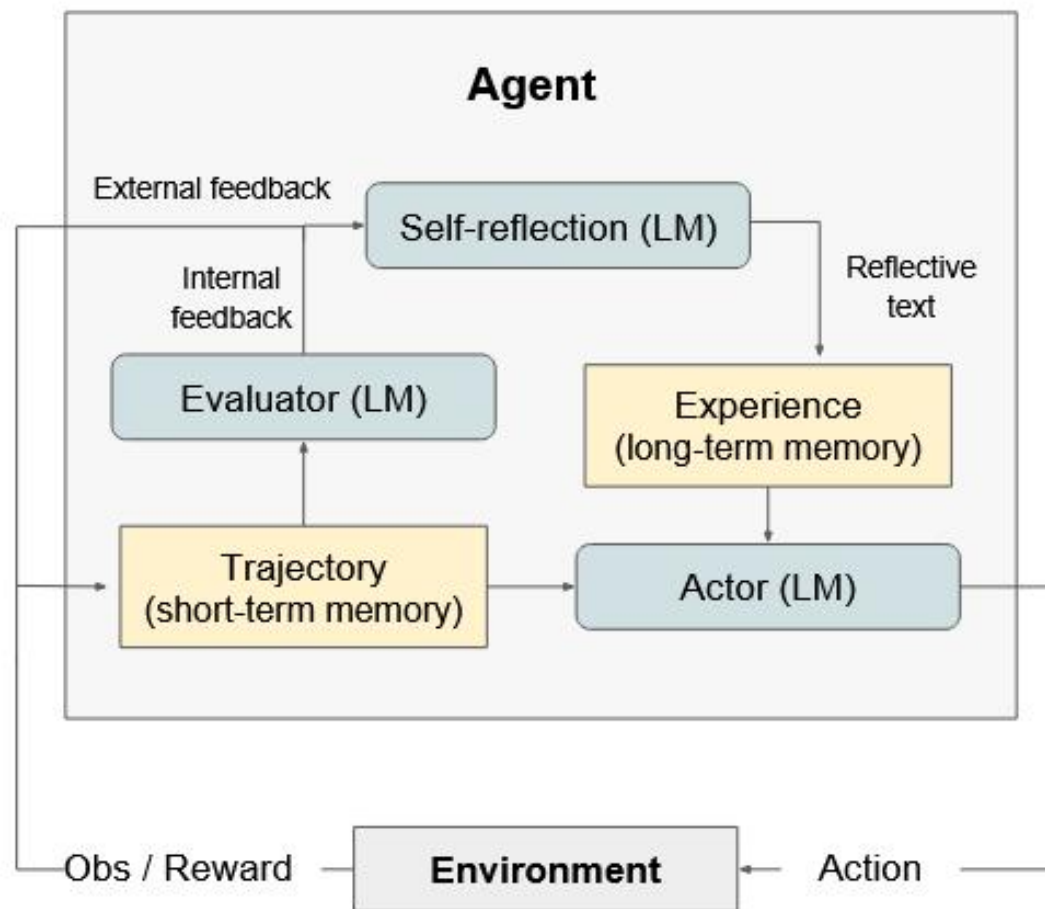 Agent
External feedback
Self-reflection (LM)
Internal
feedback
Reflective
text
Evaluator (LM)
Experience
(long-term memory)
Trajectory
(short-term memory)
Actor (LM)
Obs / Reward
Environment
Action